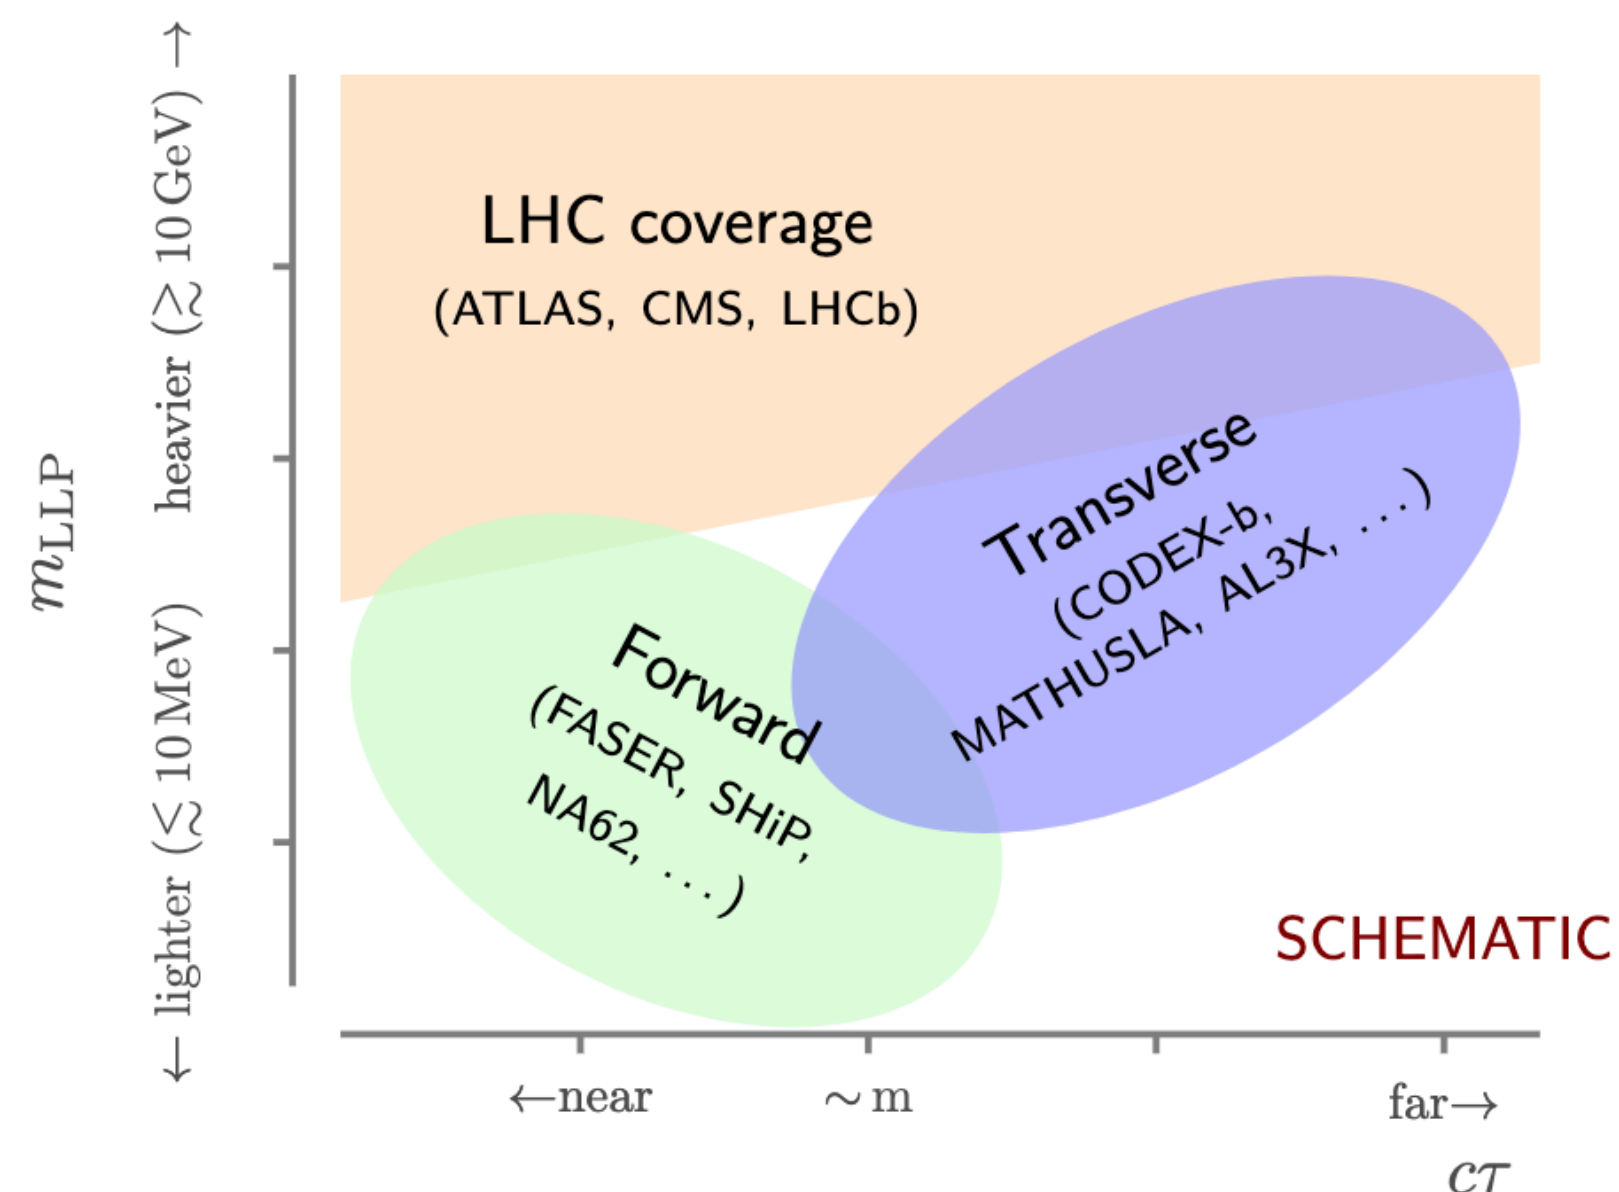 LHC coverage
(ATLAS, CMS, LHCb)
Transverse
(CODEX-b,
MATHUSLA, AL3X, ...)
Forward
(FASER, SHiP,
NA62, ...)
SCHEMATIC
m_LLP
← lighter (≲ 10 MeV) heavier (≳ 10 GeV) →
←near ∼ m far→
cτ